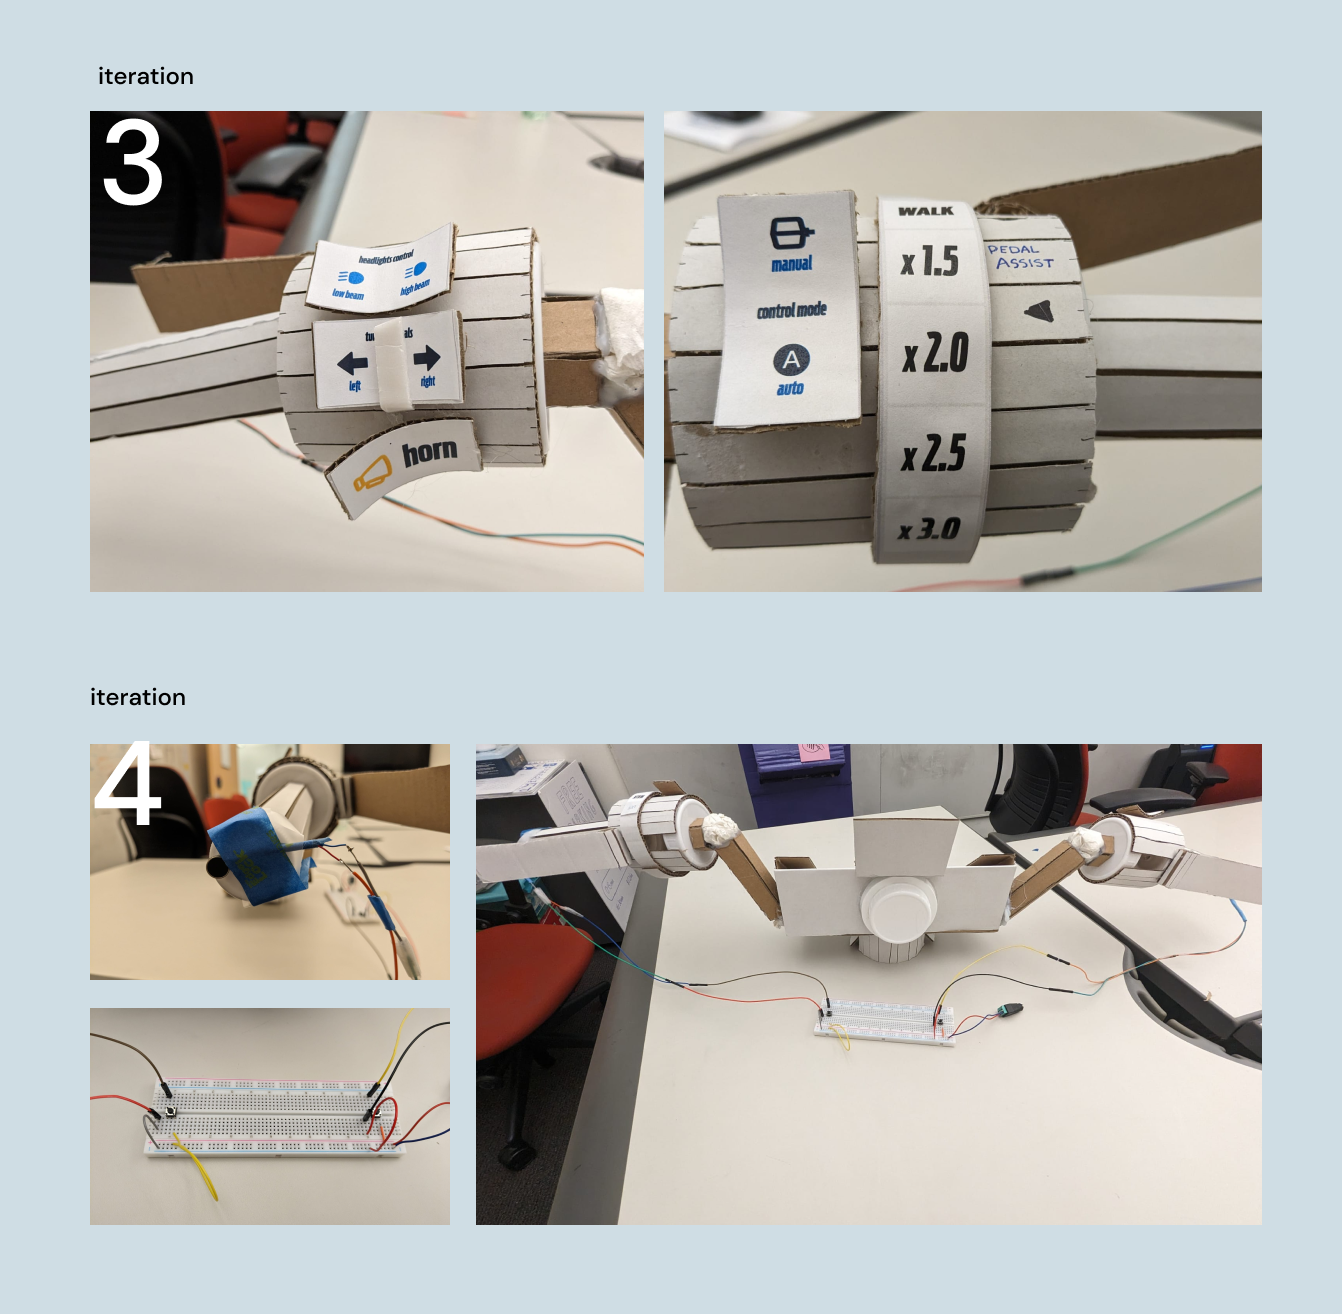 iteration
3
headlights control
low beam
high beam
left
right
horn
manual
control mode
A
auto
WALK
x 1.5
x 2.0
x 2.5
x 3.0
PEDAL
ASSIST
iteration
4